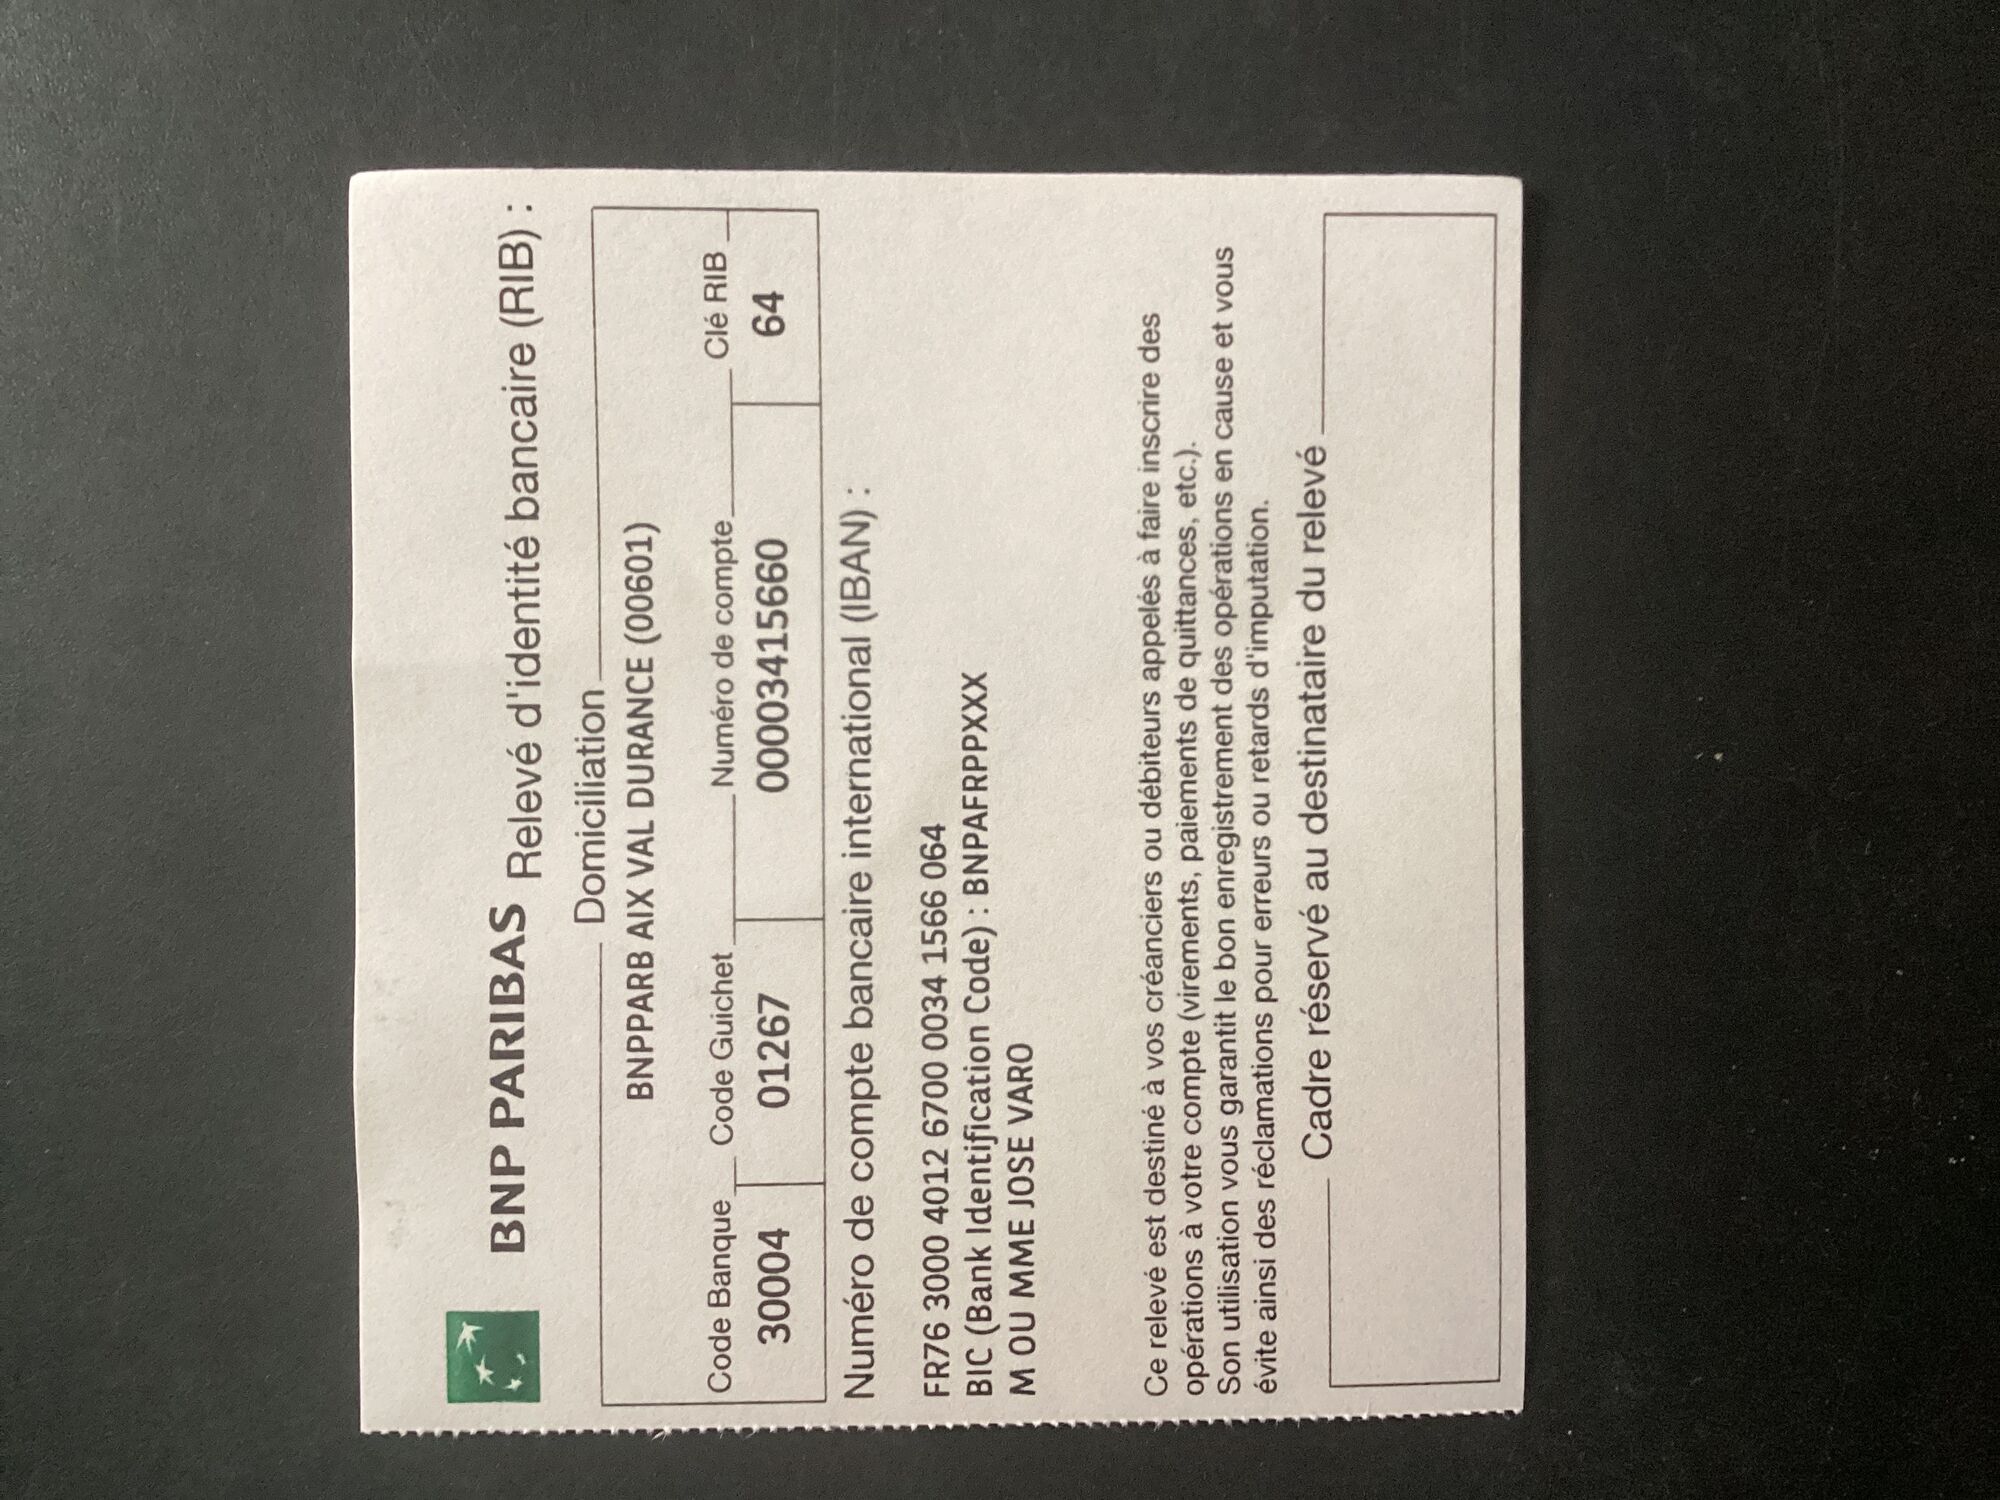 BNP PARIBAS Relevé d'identité bancaire (RIB) :
Domiciliation
BNPPARB AIX VAL DURANCE (00601)
Code Banque Code Guichet Numéro de compte Clé RIB
30004 01267 00003415660 64
Numéro de compte bancaire international (IBAN) :
FR76 3000 4012 6700 0034 1566 064
BIC (Bank Identification Code) : BNPAFRPPXXX
M OU MME JOSE VARO
Ce relevé est destiné à vos créanciers ou débiteurs appelés à faire inscrire des
opérations à votre compte (virements, paiements de quittances, etc.).
Son utilisation vous garantit le bon enregistrement des opérations en cause et vous
évite ainsi des réclamations pour erreurs ou retards d'imputation.
Cadre réservé au destinataire du relevé